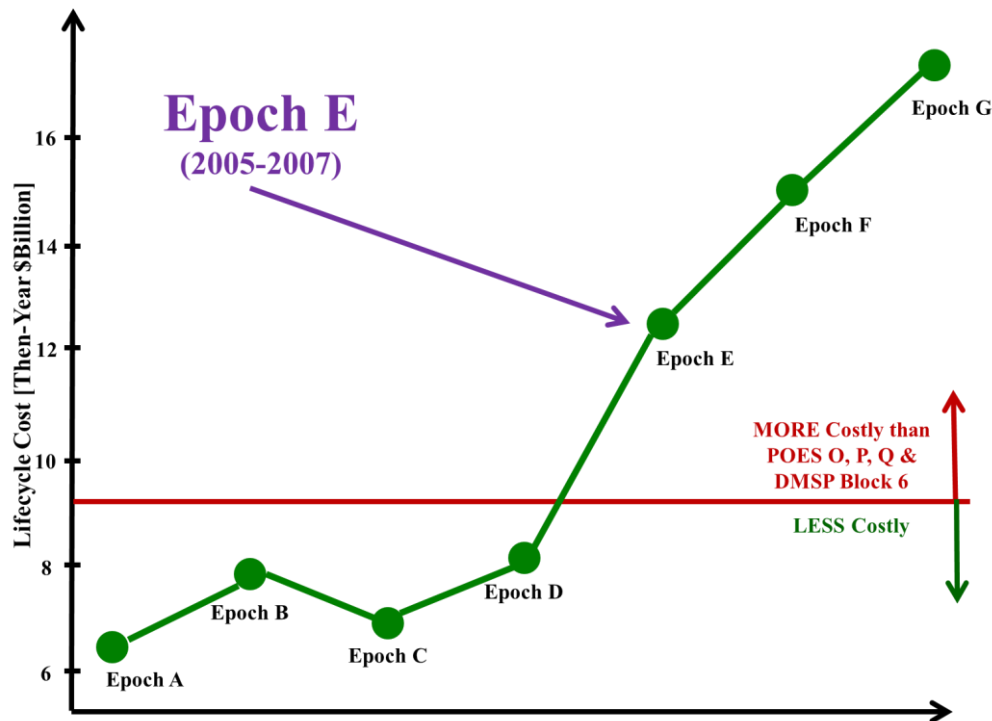 Epoch E
(2005-2007)
Lifecycle Cost [Then-Year $Billion]
16
14
12
10
8
6
Epoch A
Epoch B
Epoch C
Epoch D
Epoch E
Epoch F
Epoch G
MORE Costly than
POES O, P, Q &
DMSP Block 6
LESS Costly